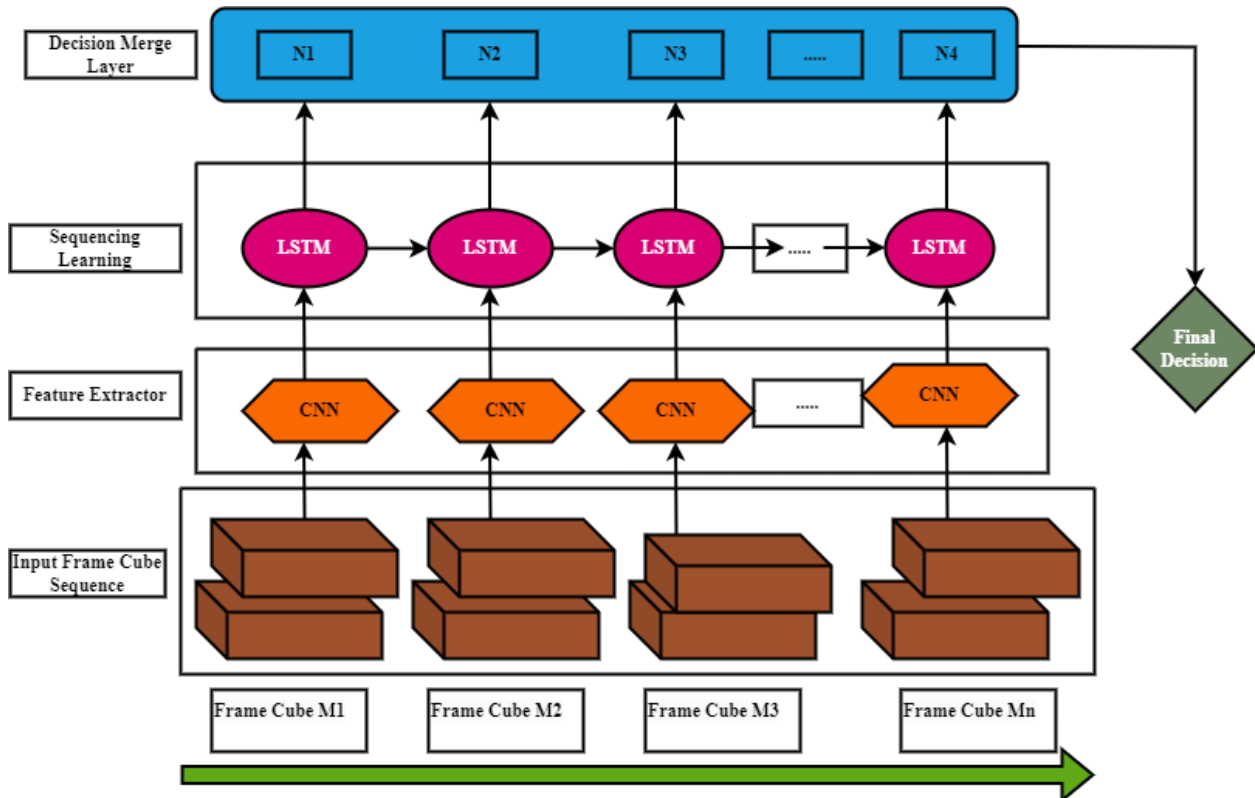 Decision Merge
Layer
N1
N2
N3
.....
N4
Sequencing
Learning
LSTM
LSTM
LSTM
.....
LSTM
Final
Decision
Feature Extractor
CNN
CNN
CNN
.....
CNN
Input Frame Cube
Sequence
Frame Cube M1
Frame Cube M2
Frame Cube M3
Frame Cube Mn